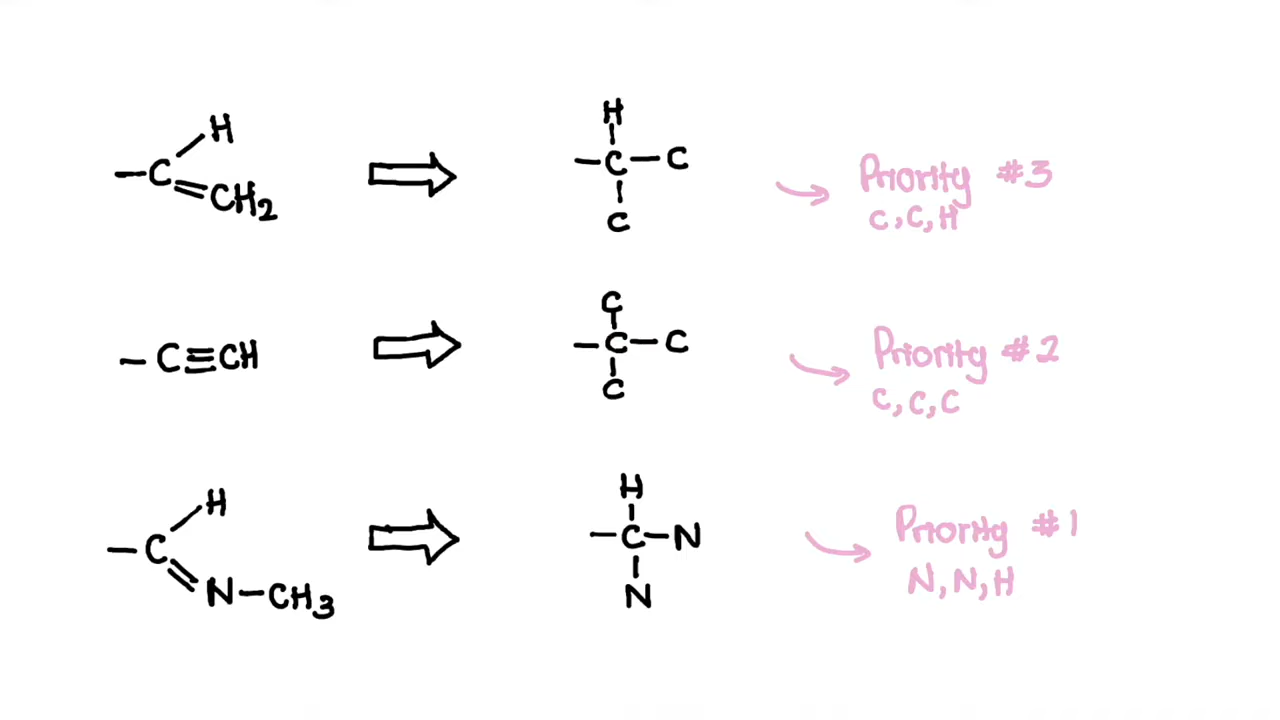 H
–C
=CH₂
H
–C–C
C
Priority #3
C, C, H
–C≡CH
C
–C–C
C
Priority #2
C, C, C
H
–C
=N–CH₃
H
–C–N
N
Priority #1
N, N, H